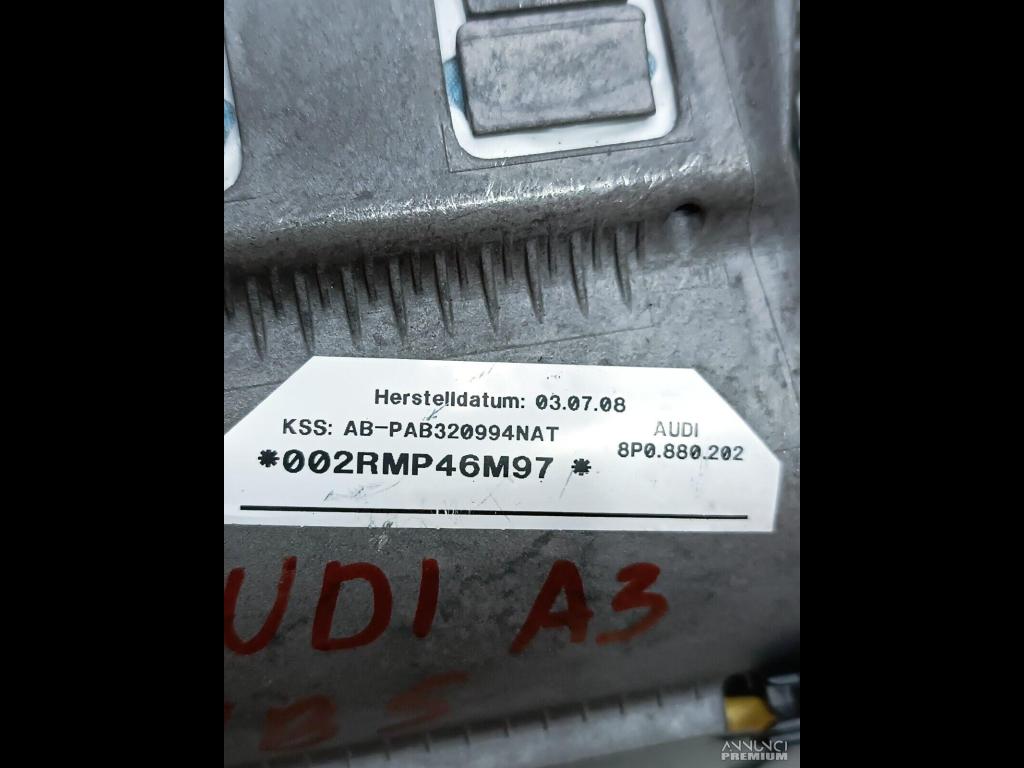 Herstelldatum: 03.07.08
KSS: AB-PAB320994NAT
AUDI
8P0.880.202
*002RMP46M97 *
UDI A3
ANNUNCI
PREMIUM